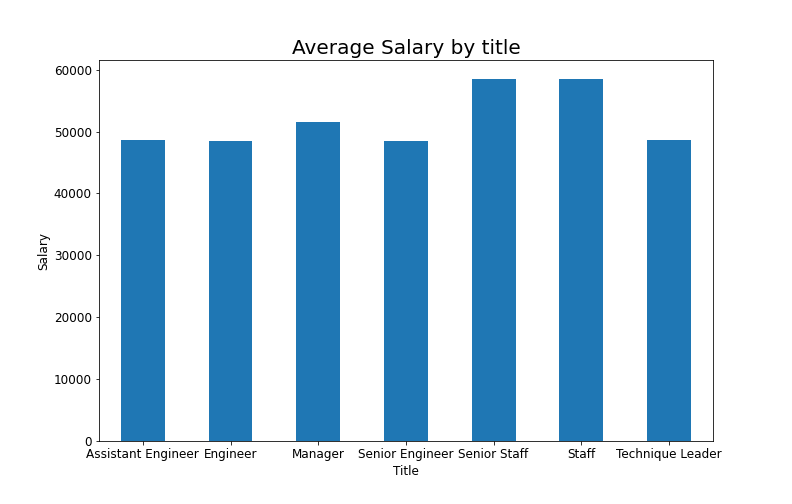 Average Salary by title
60000
50000
40000
30000
20000
10000
0
Salary
Assistant Engineer Engineer Manager Senior Engineer Senior Staff Staff Technique Leader
Title